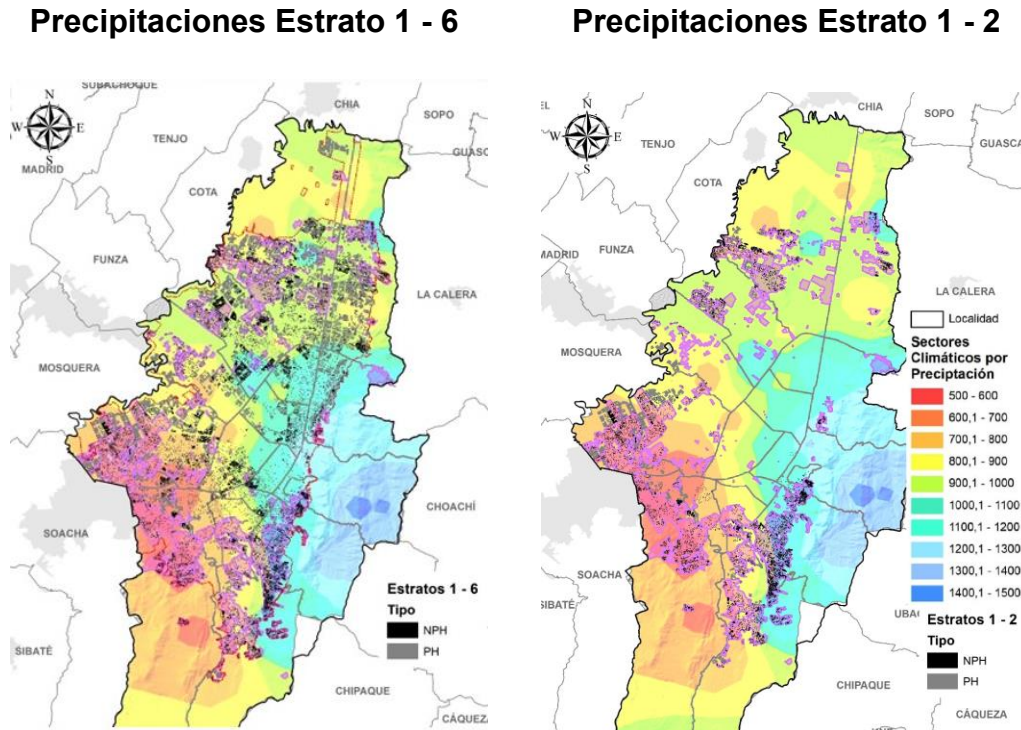 Precipitaciones Estrato 1 - 6
Precipitaciones Estrato 1 - 2
SUBACHOQUE
N
W
E
S
CHIA
SOPO
TENJO
GUASC
MADRID
COTA
FUNZA
LA CALERA
MOSQUERA
CHOACHÍ
SOACHA
Estratos 1 - 6
Tipo
NPH
PH
SIBATÉ
CHIPAQUE
CÁQUEZA
EL
N
W
E
S
CHIA
SOPO
TENJO
GUASCA
COTA
MADRID
FUNZA
LA CALERA
Localidad
Sectores
Climáticos por
Preciptación
MOSQUERA
500 - 600
600,1 - 700
700,1 - 800
800,1 - 900
900,1 - 1000
1000,1 - 1100
1100,1 - 1200
1200,1 - 1300
1300,1 - 1400
1400,1 - 1500
SOACHA
SIBATÉ
UBA
Estratos 1 - 2
Tipo
NPH
PH
CHIPAQUE
CÁQUEZA